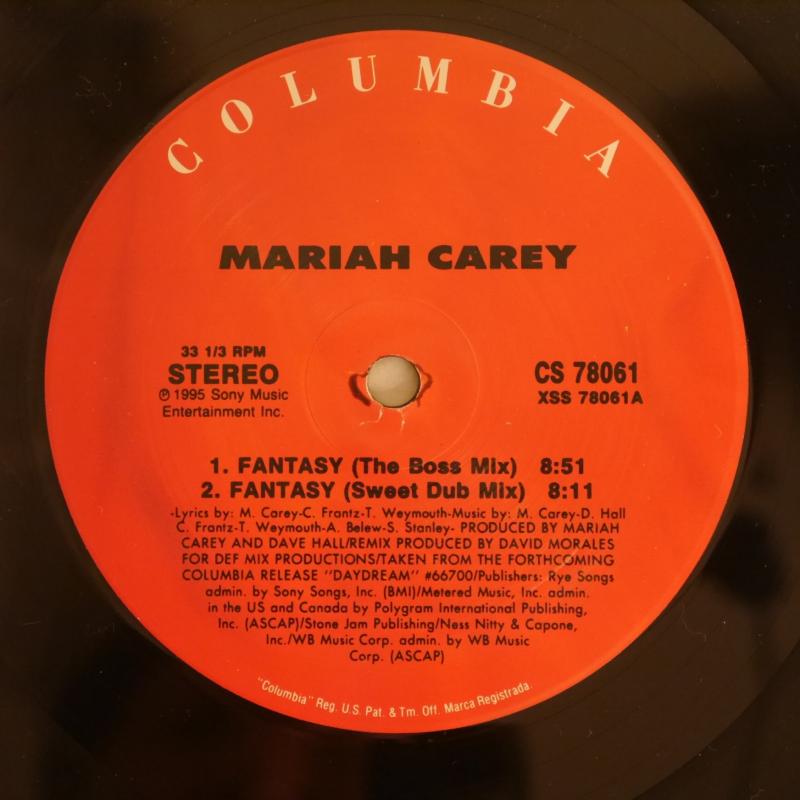 COLUMBIA
MARIAH CAREY
33 1/3 RPM
STEREO
℗ 1995 Sony Music
Entertainment Inc.
CS 78061
XSS 78061A
1. FANTASY (The Boss Mix) 8:51
2. FANTASY (Sweet Dub Mix) 8:11
-Lyrics by: M. Carey-C. Frantz-T. Weymouth-Music by: M. Carey-D. Hall
C. Frantz-T. Weymouth-A. Belew-S. Stanley- PRODUCED BY MARIAH
CAREY AND DAVE HALL/REMIX PRODUCED BY DAVID MORALES
FOR DEF MIX PRODUCTIONS/TAKEN FROM THE FORTHCOMING
COLUMBIA RELEASE "DAYDREAM" #66700/Publishers: Rye Songs
admin. by Sony Songs, Inc. (BMI)/Metered Music, Inc. admin.
in the US and Canada by Polygram International Publishing,
Inc. (ASCAP)/Stone Jam Publishing/Ness Nitty & Capone,
Inc./WB Music Corp. admin. by WB Music
Corp. (ASCAP)
"Columbia" Reg. U.S. Pat. & Tm. Off. Marca Registrada.